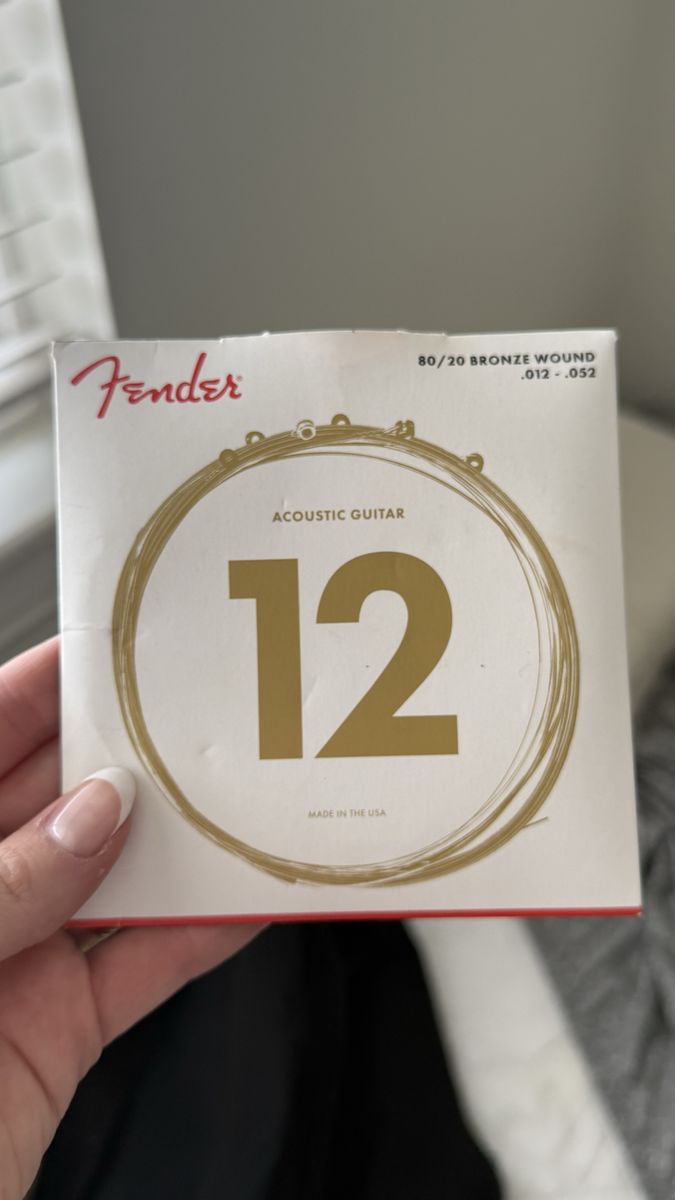 Fender
80/20 BRONZE WOUND
.012 - .052
ACOUSTIC GUITAR
12
MADE IN THE USA